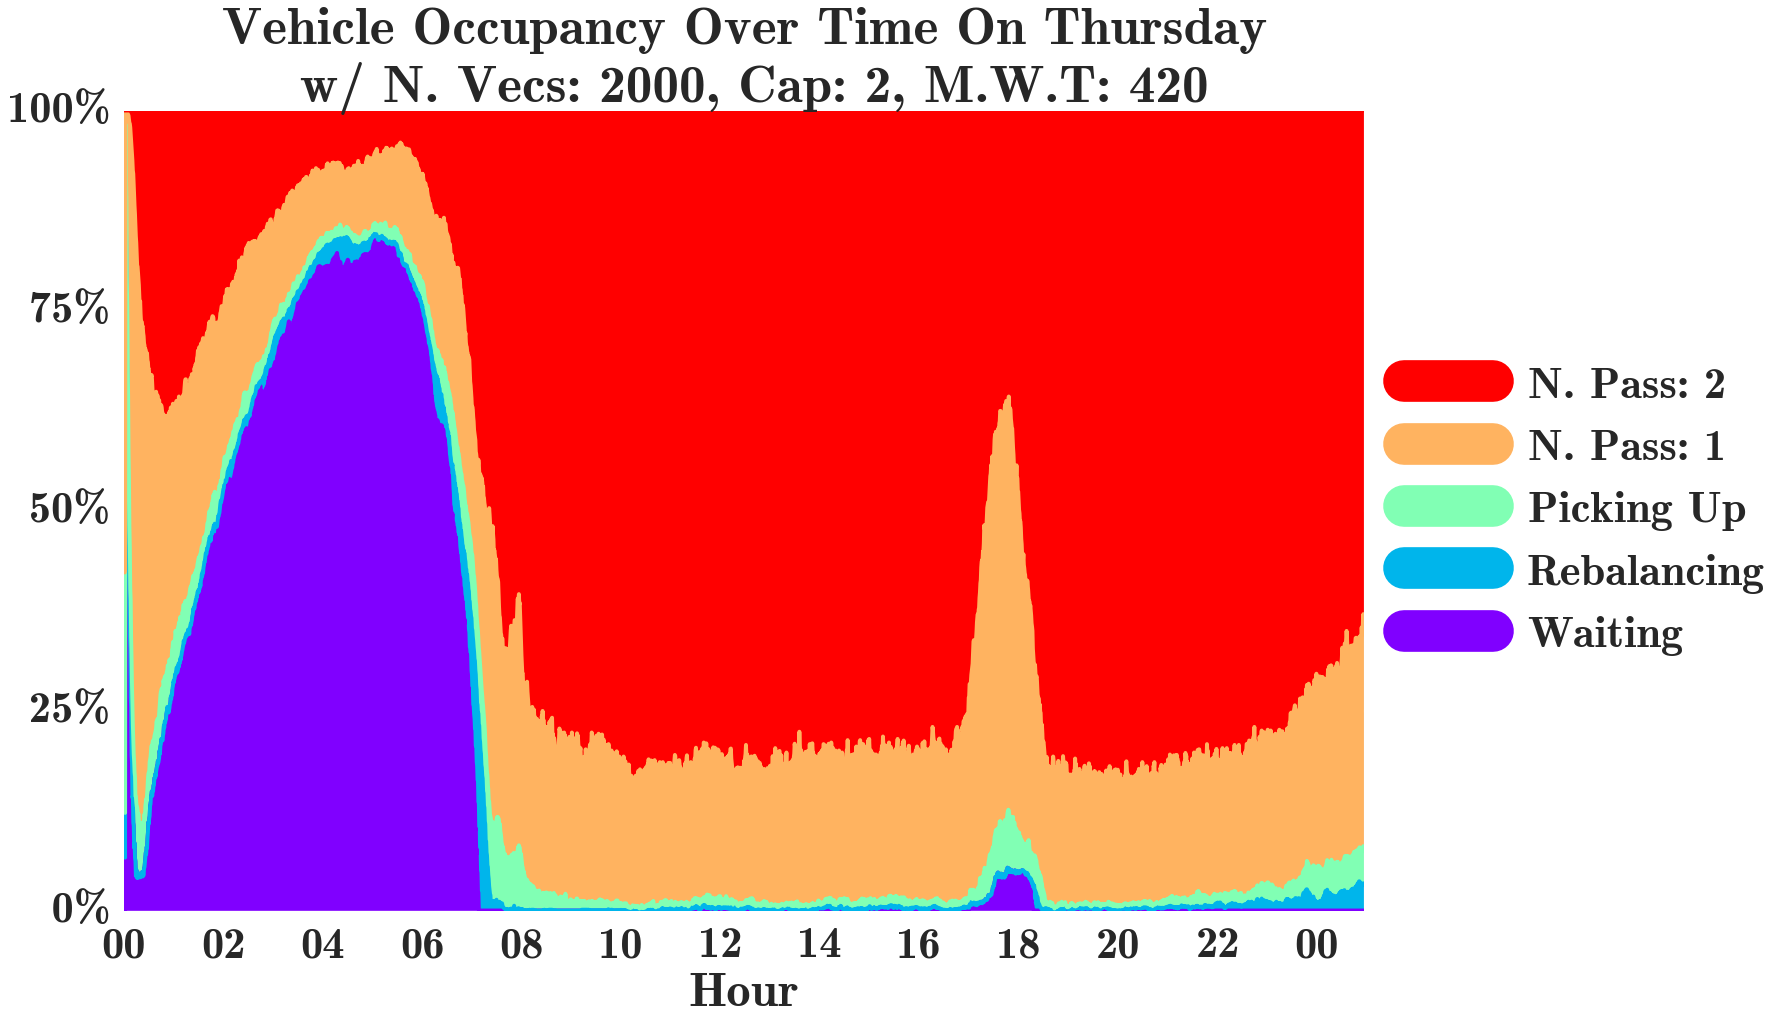 Vehicle Occupancy Over Time On Thursday
w/ N. Vecs: 2000, Cap: 2, M.W.T: 420
100%
75%
50%
25%
0%
00 02 04 06 08 10 12 14 16 18 20 22 00
Hour
N. Pass: 2
N. Pass: 1
Picking Up
Rebalancing
Waiting